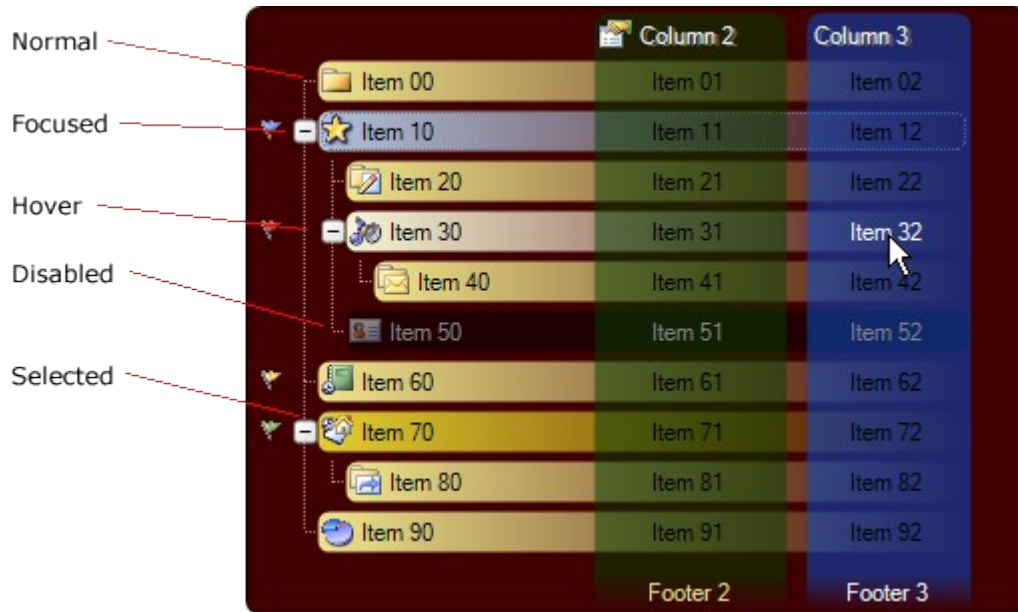 Column 2 Column 3
Normal
Item 00 Item 01 Item 02
Focused
Item 10 Item 11 Item 12
Item 20 Item 21 Item 22
Hover
Item 30 Item 31 Item 32
Disabled
Item 40 Item 41 Item 42
Item 50 Item 51 Item 52
Selected
Item 60 Item 61 Item 62
Item 70 Item 71 Item 72
Item 80 Item 81 Item 82
Item 90 Item 91 Item 92
Footer 2 Footer 3